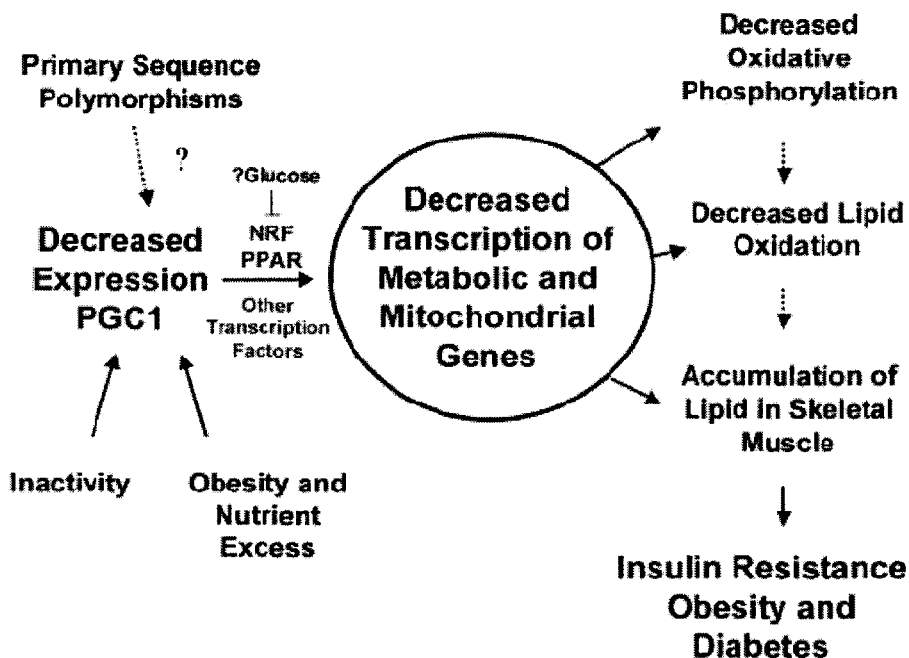 Primary Sequence
Polymorphisms
?
Decreased
Expression
PGC1
Inactivity
Obesity and
Nutrient
Excess
?Glucose
NRF
PPAR
Other
Transcription
Factors
Decreased
Transcription of
Metabolic and
Mitochondrial
Genes
Decreased
Oxidative
Phosphorylation
Decreased Lipid
Oxidation
Accumulation of
Lipid in Skeletal
Muscle
Insulin Resistance
Obesity and
Diabetes